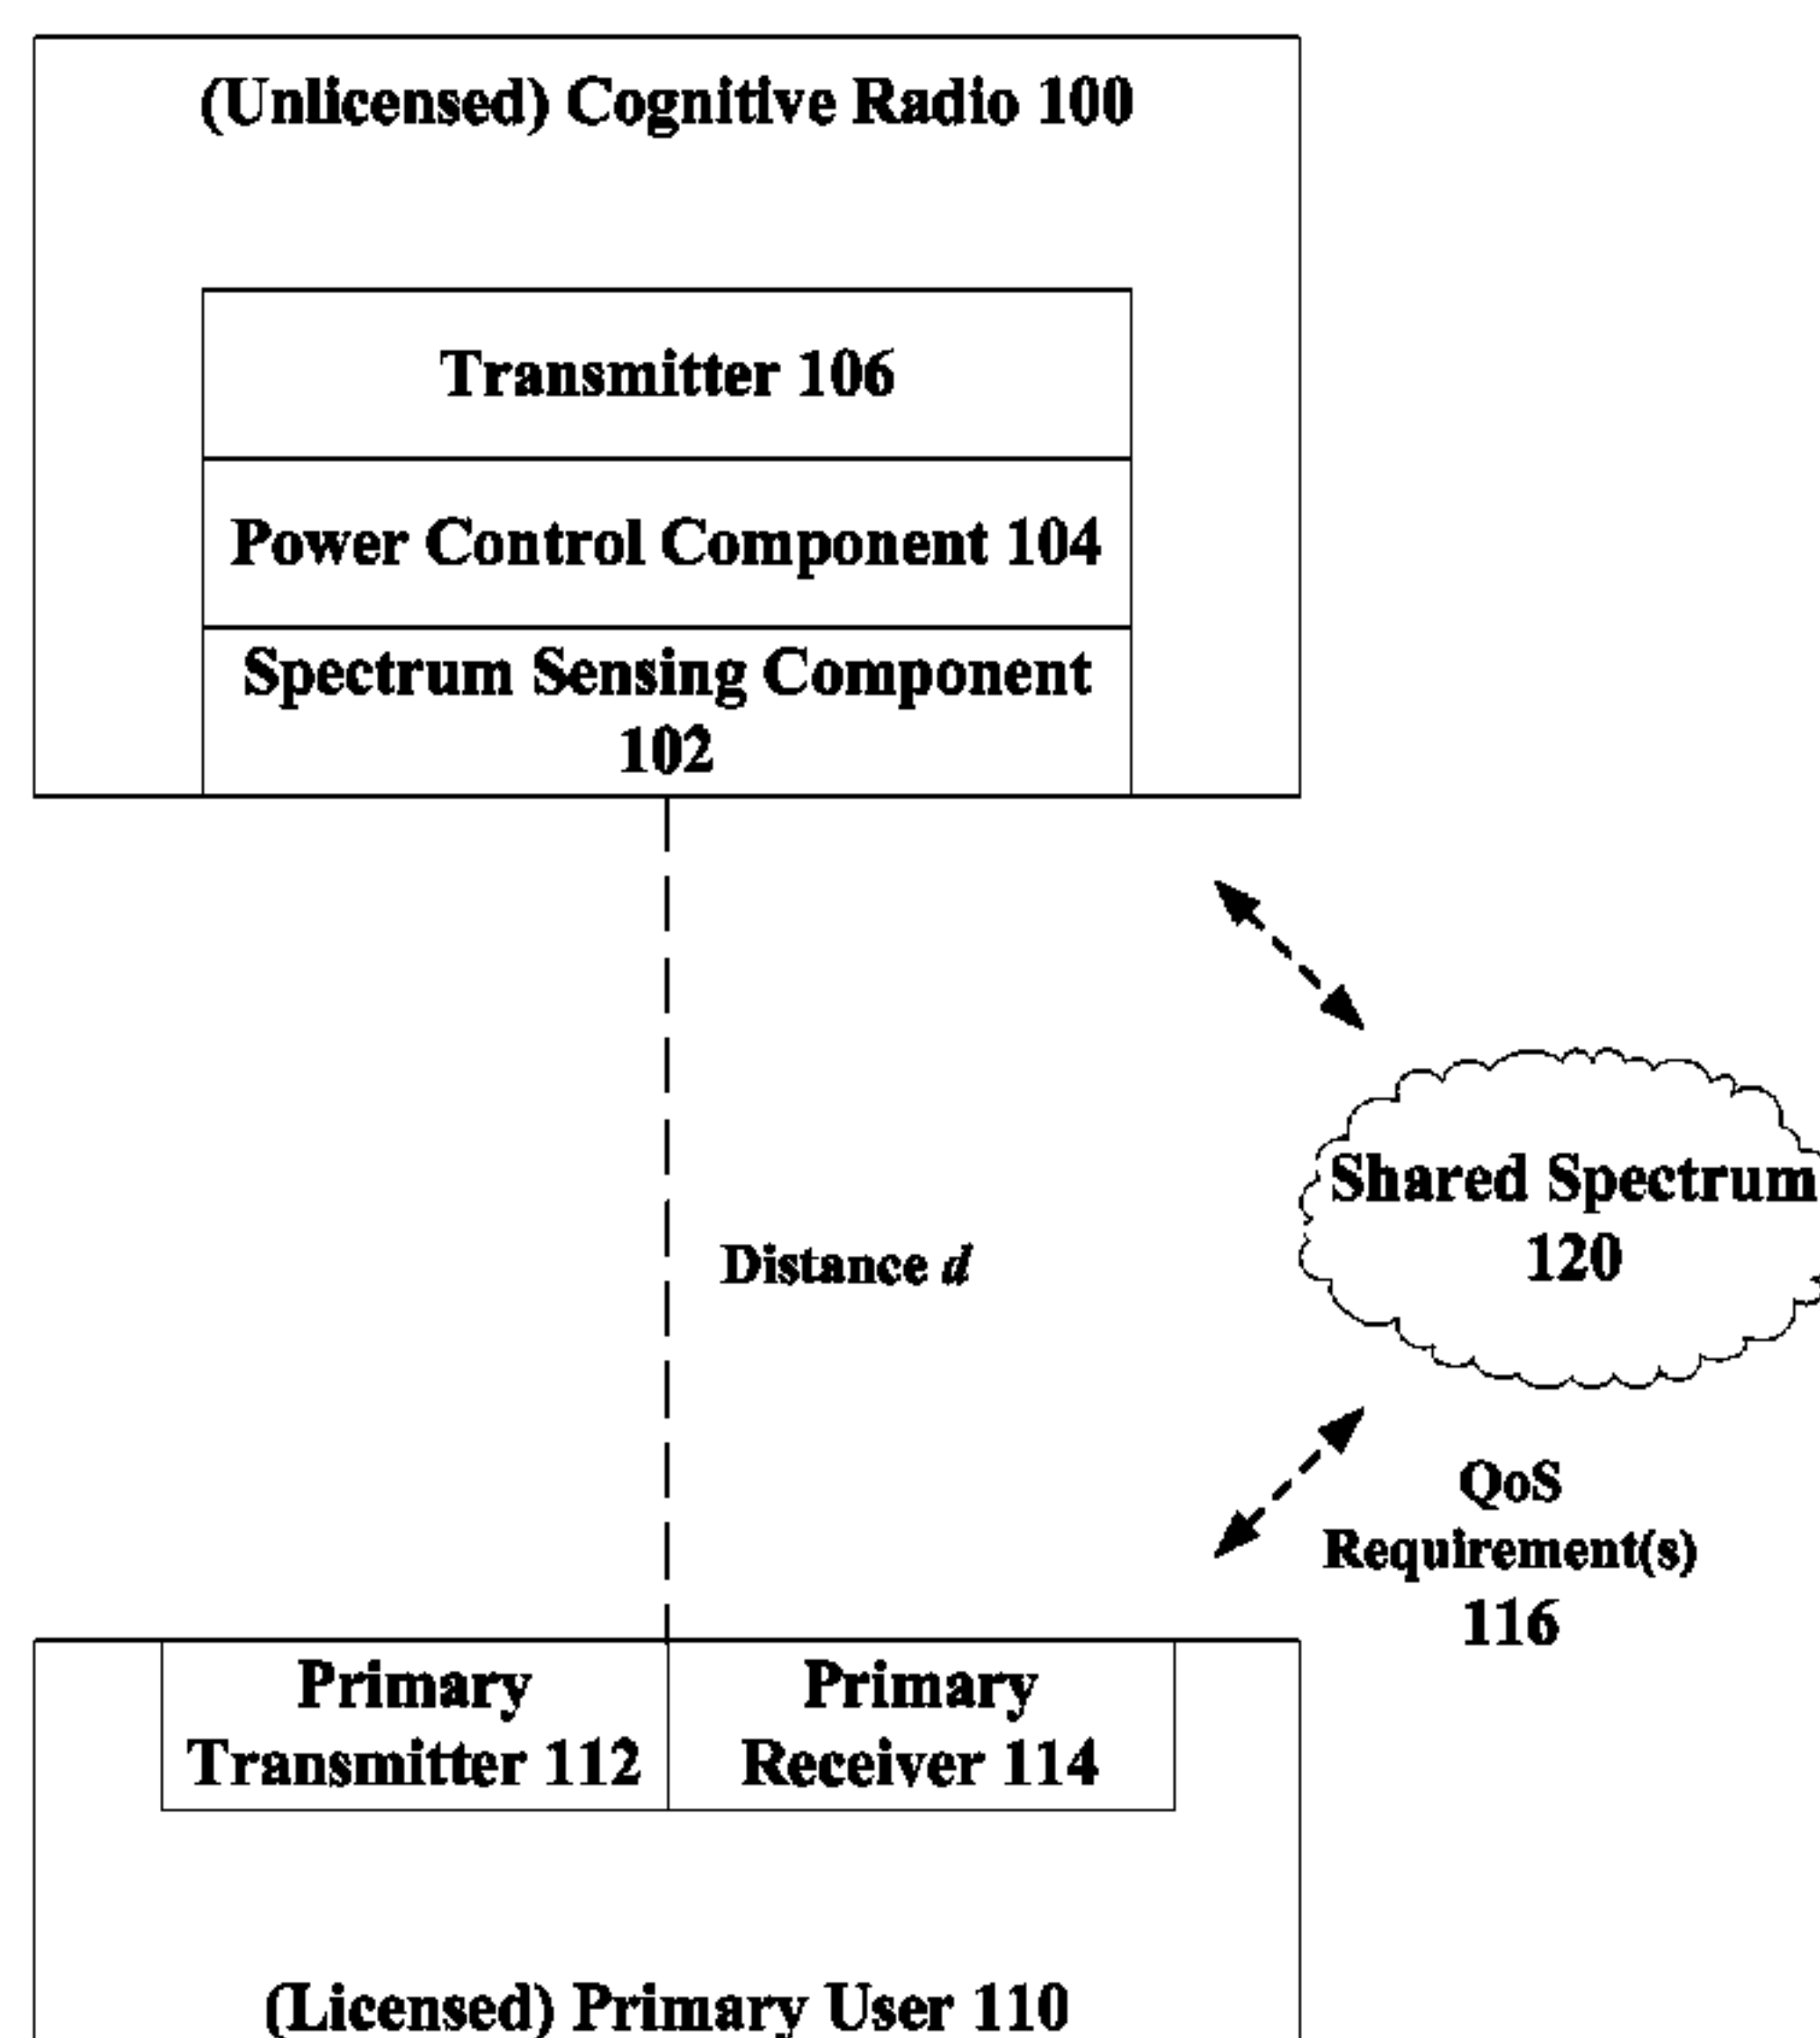 (Unlicensed) Cognitive Radio 100
Transmitter 106
Power Control Component 104
Spectrum Sensing Component
102
Distance d
Shared Spectrum
120
QoS
Requirement(s)
116
Primary
Transmitter 112
Primary
Receiver 114
(Licensed) Primary User 110